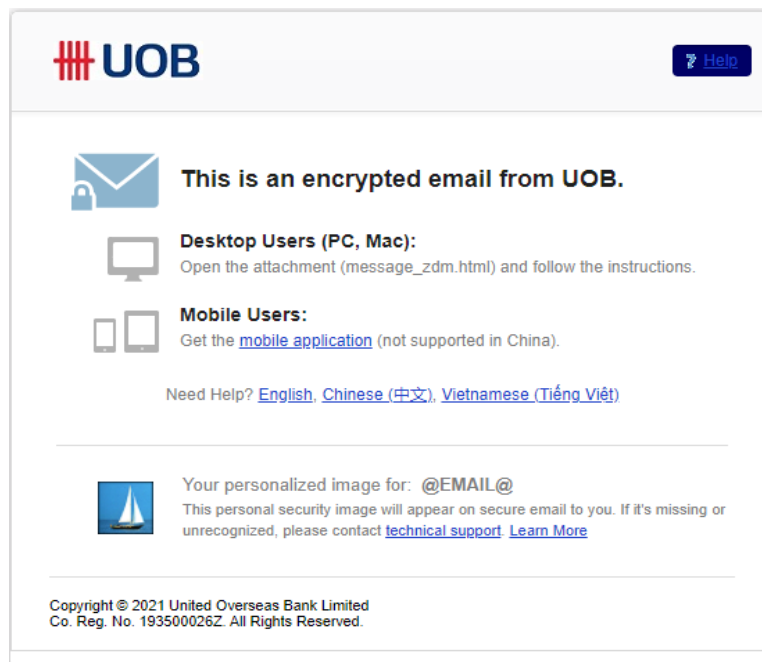 UOB
? Help
This is an encrypted email from UOB.
Desktop Users (PC, Mac):
Open the attachment (message_zdm.html) and follow the instructions.
Mobile Users:
Get the mobile application (not supported in China).
Need Help? English, Chinese (中文), Vietnamese (Tiếng Việt)
Your personalized image for: @EMAIL@
This personal security image will appear on secure email to you. If it's missing or
unrecognized, please contact technical support. Learn More
Copyright © 2021 United Overseas Bank Limited
Co. Reg. No. 193500026Z. All Rights Reserved.